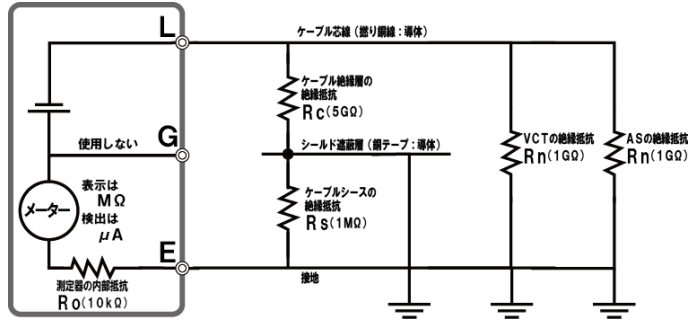 L
ケーブル芯線（撚り銅線：導体）
ケーブル絶縁層の
絶縁抵抗
Rc(5GΩ)
VCTの絶縁抵抗
Rn(1GΩ)
ASの絶縁抵抗
Rn(1GΩ)
使用しない
G
シールド遮蔽層（銅テープ：導体）
メーター
表示は
MΩ
検出は
μA
ケーブルシースの
絶縁抵抗
Rs(1MΩ)
E
接地
測定器の内部抵抗
Ro(10kΩ)